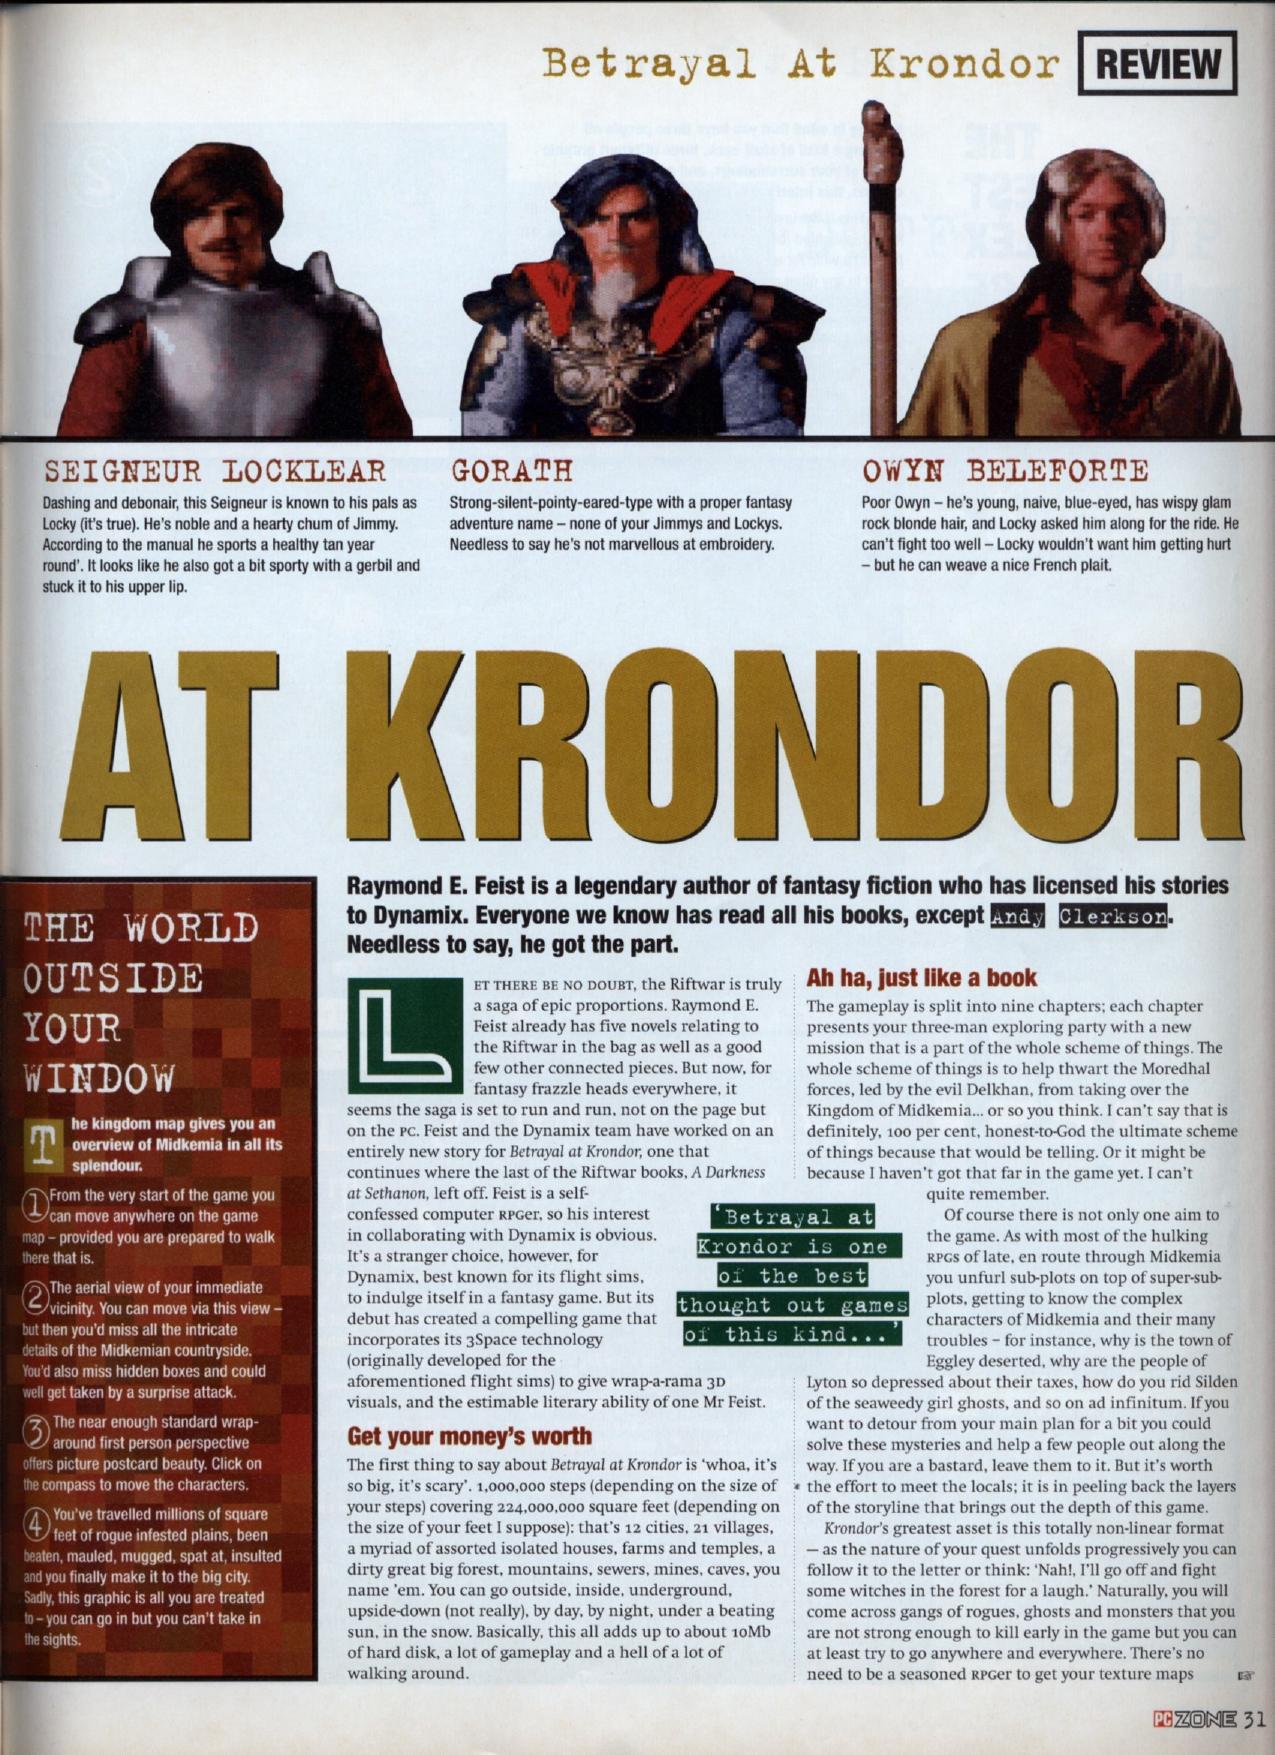 Betrayal At Krondor REVIEW
SEIGNEUR LOCKLEAR
Dashing and debonair, this Seigneur is known to his pals as
Locky (it's true). He's noble and a hearty chum of Jimmy.
According to the manual he sports a healthy tan year
round'. It looks like he also got a bit sporty with a gerbil and
stuck it to his upper lip.
GORATH
Strong-silent-pointy-eared-type with a proper fantasy
adventure name – none of your Jimmys and Lockys.
Needless to say he's not marvellous at embroidery.
OWYN BELEFORTE
Poor Owyn – he's young, naive, blue-eyed, has wispy glam
rock blonde hair, and Locky asked him along for the ride. He
can't fight too well – Locky wouldn't want him getting hurt
– but he can weave a nice French plait.
AT KRONDOR
Raymond E. Feist is a legendary author of fantasy fiction who has licensed his stories
to Dynamix. Everyone we know has read all his books, except Andy Clerkson.
Needless to say, he got the part.
THE WORLD
OUTSIDE
YOUR
WINDOW
The kingdom map gives you an
overview of Midkemia in all its
splendour.
1 From the very start of the game you
can move anywhere on the game
map – provided you are prepared to walk
there that is.
2 The aerial view of your immediate
vicinity. You can move via this view –
but then you'd miss all the intricate
details of the Midkemian countryside.
You'd also miss hidden boxes and could
well get taken by a surprise attack.
3 The near enough standard wrap-
around first person perspective
offers picture postcard beauty. Click on
the compass to move the characters.
4 You've travelled millions of square
feet of rogue infested plains, been
beaten, mauled, mugged, spat at, insulted
and you finally make it to the big city.
Sadly, this graphic is all you are treated
to – you can go in but you can't take in
the sights.
LET THERE BE NO DOUBT, the Riftwar is truly
a saga of epic proportions. Raymond E.
Feist already has five novels relating to
the Riftwar in the bag as well as a good
few other connected pieces. But now, for
fantasy frazzle heads everywhere, it
seems the saga is set to run and run, not on the page but
on the PC. Feist and the Dynamix team have worked on an
entirely new story for Betrayal at Krondor, one that
continues where the last of the Riftwar books, A Darkness
at Sethanon, left off. Feist is a self-
confessed computer RPGer, so his interest
in collaborating with Dynamix is obvious.
It's a stranger choice, however, for
Dynamix, best known for its flight sims,
to indulge itself in a fantasy game. But its
debut has created a compelling game that
incorporates its 3Space technology
(originally developed for the
aforementioned flight sims) to give wrap-a-rama 3D
visuals, and the estimable literary ability of one Mr Feist.
Get your money's worth
The first thing to say about Betrayal at Krondor is 'whoa, it's
so big, it's scary'. 1,000,000 steps (depending on the size of
your steps) covering 224,000,000 square feet (depending on
the size of your feet I suppose): that's 12 cities, 21 villages,
a myriad of assorted isolated houses, farms and temples, a
dirty great big forest, mountains, sewers, mines, caves, you
name 'em. You can go outside, inside, underground,
upside-down (not really), by day, by night, under a beating
sun, in the snow. Basically, this all adds up to about 10Mb
of hard disk, a lot of gameplay and a hell of a lot of
walking around.
'Betrayal at
Krondor is one
of the best
thought out games
of this kind...'
Ah ha, just like a book
The gameplay is split into nine chapters; each chapter
presents your three-man exploring party with a new
mission that is a part of the whole scheme of things. The
whole scheme of things is to help thwart the Moredhal
forces, led by the evil Delkhan, from taking over the
Kingdom of Midkemia... or so you think. I can't say that is
definitely, 100 per cent, honest-to-God the ultimate scheme
of things because that would be telling. Or it might be
because I haven't got that far in the game yet. I can't
quite remember.
Of course there is not only one aim to
the game. As with most of the hulking
RPGs of late, en route through Midkemia
you unfurl sub-plots on top of super-sub-
plots, getting to know the complex
characters of Midkemia and their many
troubles – for instance, why is the town of
Eggley deserted, why are the people of
Lyton so depressed about their taxes, how do you rid Silden
of the seaweedy girl ghosts, and so on ad infinitum. If you
want to detour from your main plan for a bit you could
solve these mysteries and help a few people out along the
way. If you are a bastard, leave them to it. But it's worth
the effort to meet the locals; it is in peeling back the layers
of the storyline that brings out the depth of this game.
Krondor's greatest asset is this totally non-linear format
– as the nature of your quest unfolds progressively you can
follow it to the letter or think: 'Nah!, I'll go off and fight
some witches in the forest for a laugh.' Naturally, you will
come across gangs of rogues, ghosts and monsters that you
are not strong enough to kill early in the game but you can
at least try to go anywhere and everywhere. There's no
need to be a seasoned RPGer to get your texture maps
PC ZONE 31